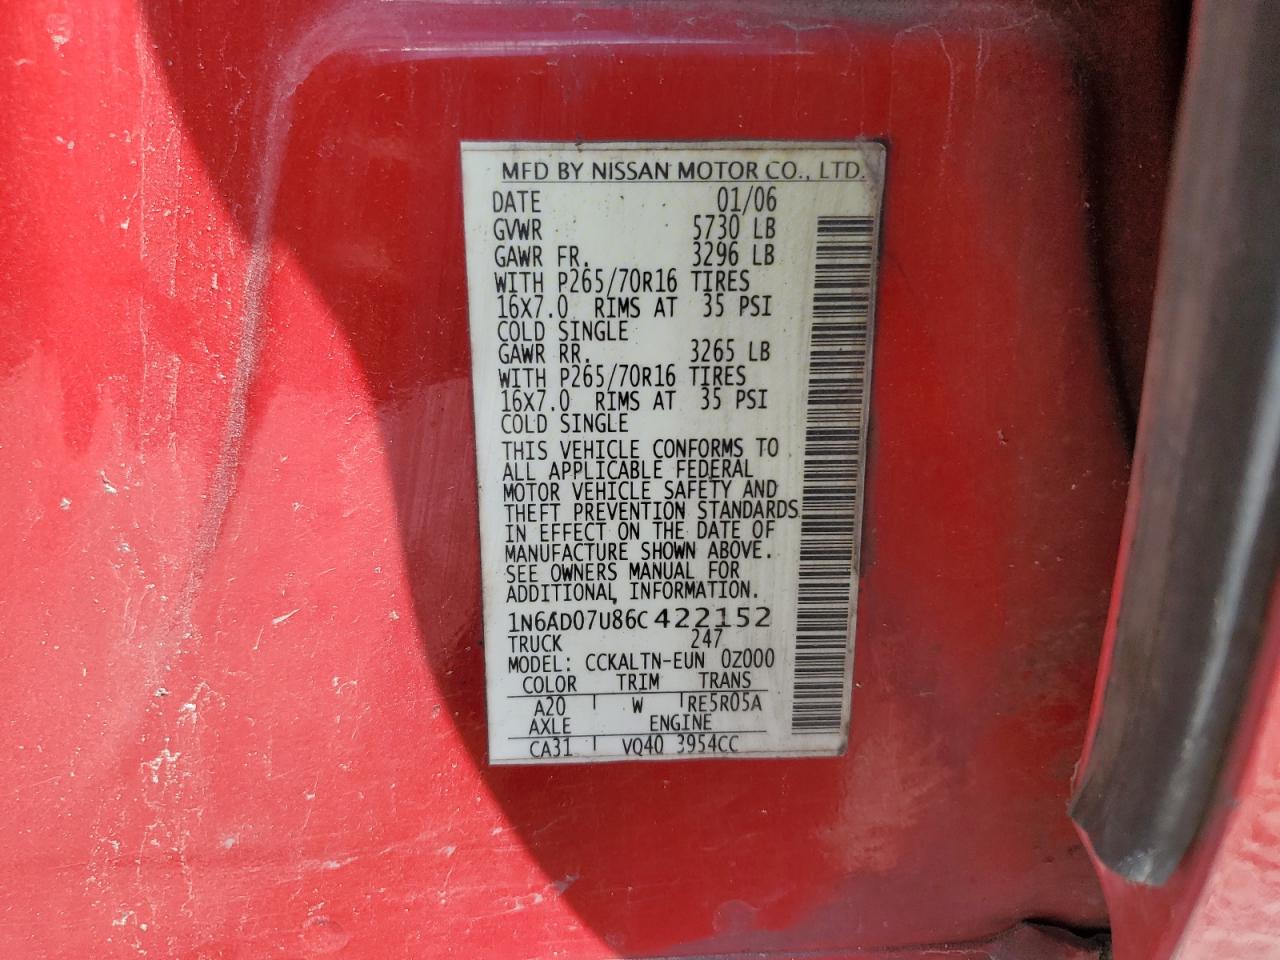 MFD BY NISSAN MOTOR CO., LTD.
DATE 01/06
GVWR 5730 LB
GAWR FR. 3296 LB
WITH P265/70R16 TIRES
16X7.0 RIMS AT 35 PSI
COLD SINGLE
GAWR RR. 3265 LB
WITH P265/70R16 TIRES
16X7.0 RIMS AT 35 PSI
COLD SINGLE
THIS VEHICLE CONFORMS TO
ALL APPLICABLE FEDERAL
MOTOR VEHICLE SAFETY AND
THEFT PREVENTION STANDARDS
IN EFFECT ON THE DATE OF
MANUFACTURE SHOWN ABOVE.
SEE OWNERS MANUAL FOR
ADDITIONAL INFORMATION.
1N6AD07U86C422152
TRUCK 247
MODEL: CCKALTN-EUN 0Z000
COLOR TRIM TRANS
A20 W RE5R05A
AXLE ENGINE
CA31 VQ40 3954CC